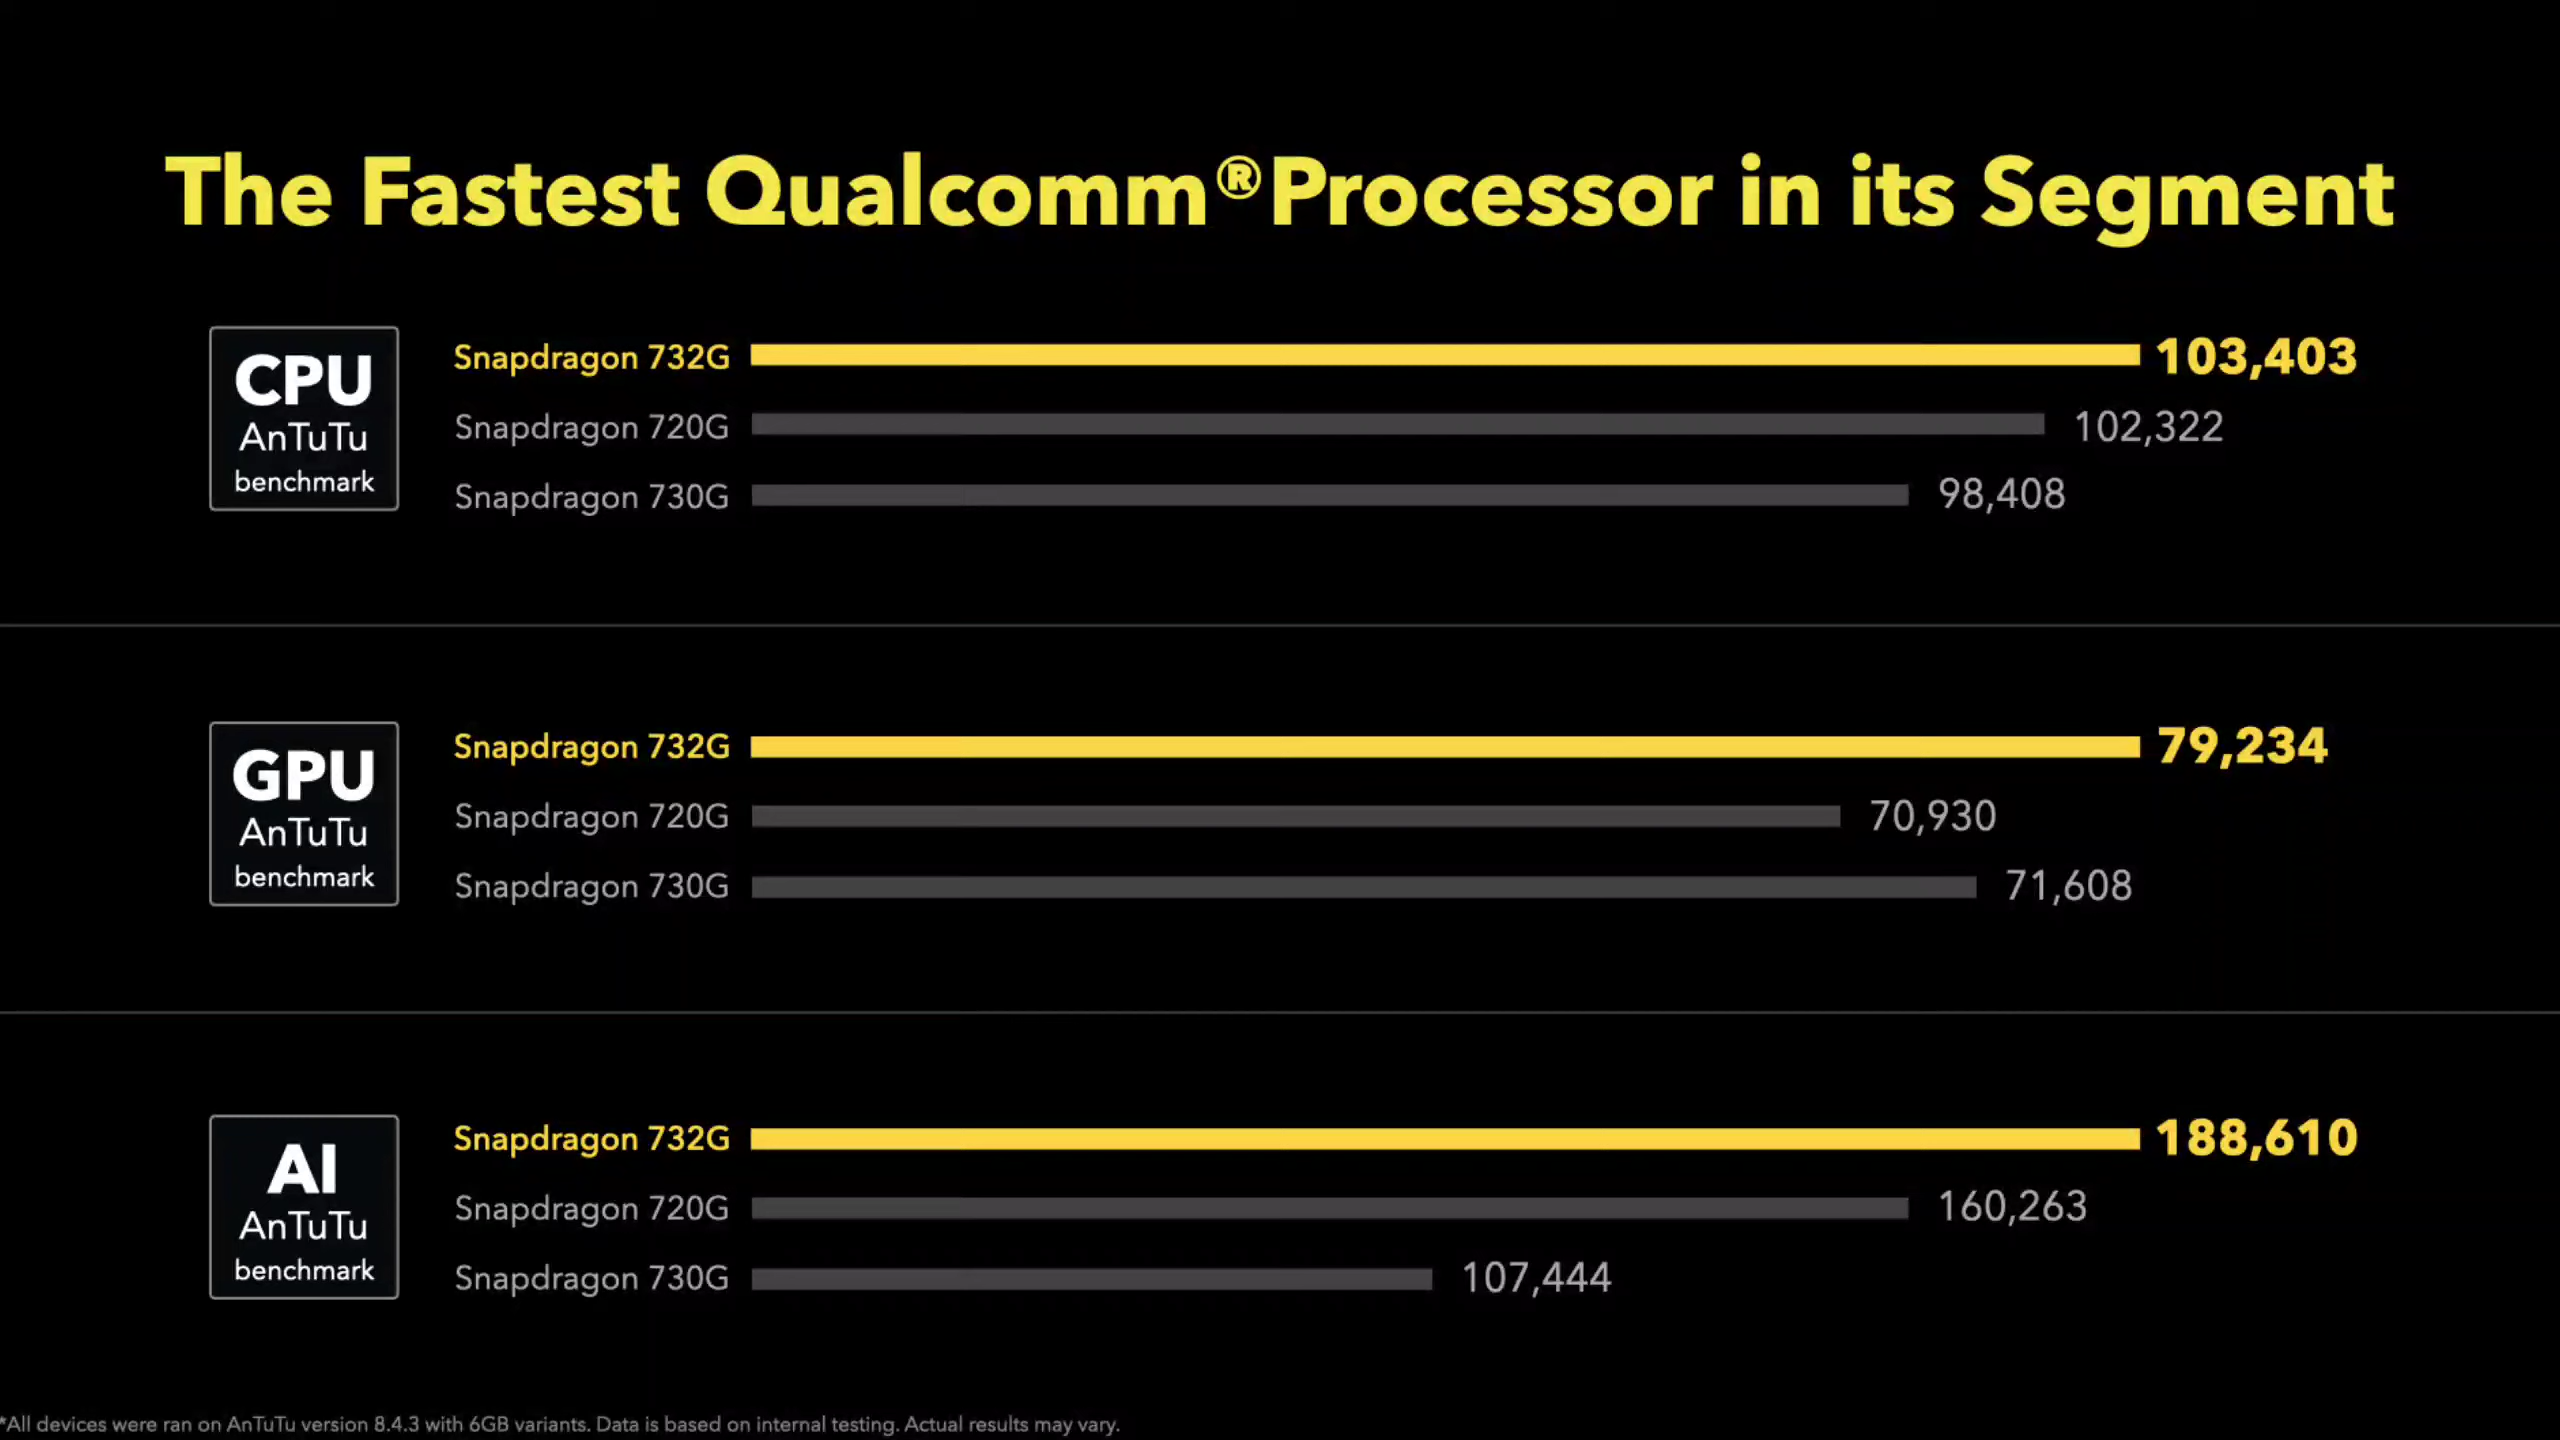 The Fastest Qualcomm® Processor in its Segment
CPU
AnTuTu
benchmark
Snapdragon 732G 103,403
Snapdragon 720G 102,322
Snapdragon 730G 98,408
GPU
AnTuTu
benchmark
Snapdragon 732G 79,234
Snapdragon 720G 70,930
Snapdragon 730G 71,608
AI
AnTuTu
benchmark
Snapdragon 732G 188,610
Snapdragon 720G 160,263
Snapdragon 730G 107,444
*All devices were ran on AnTuTu version 8.4.3 with 6GB variants. Data is based on internal testing. Actual results may vary.